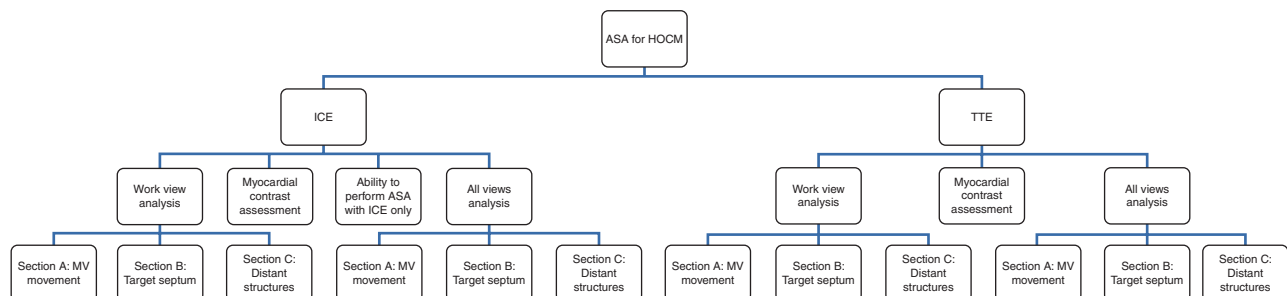 ASA for HOCM
ICE
TTE
Work view
analysis
Myocardial
contrast
assessment
Ability to
perform ASA
with ICE only
All views
analysis
Work view
analysis
Myocardial
contrast
assessment
All views
analysis
Section A: MV
movement
Section B:
Target septum
Section C:
Distant
structures
Section A: MV
movement
Section B:
Target septum
Section C:
Distant
structures
Section A: MV
movement
Section B:
Target septum
Section C:
Distant
structures
Section A: MV
movement
Section B:
Target septum
Section C:
Distant
structures